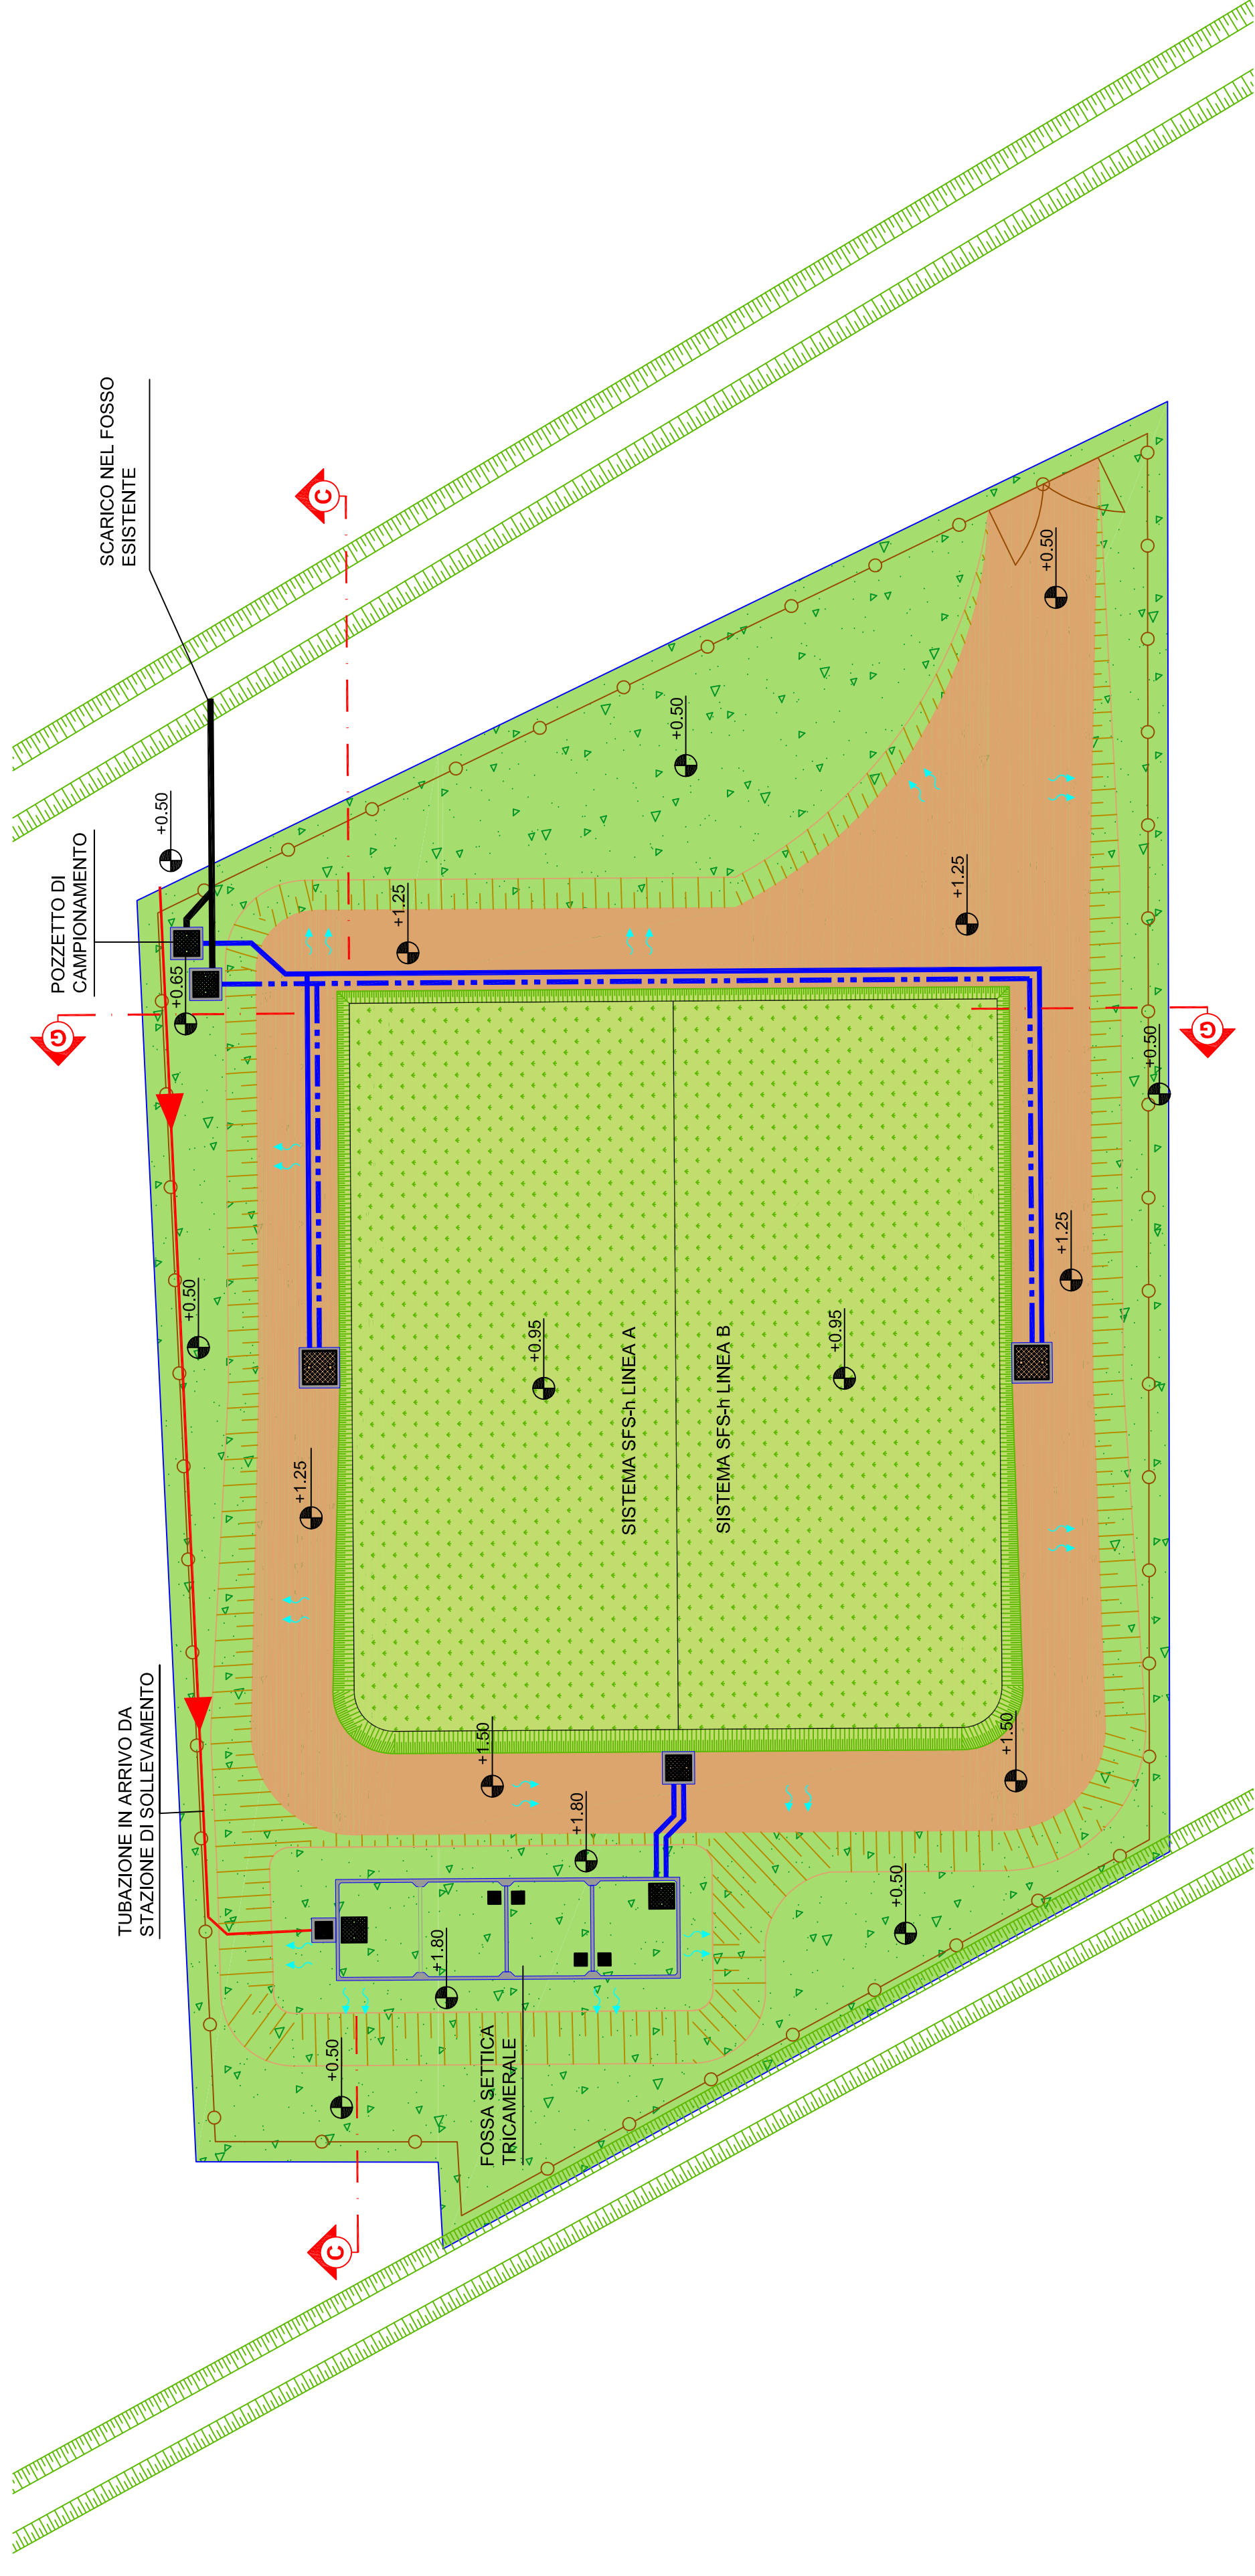 SCARICO NEL FOSSO
ESISTENTE
C
POZZETTO DI
CAMPIONAMENTO
+0.50
+0.50
+0.50
+1.25
+1.25
+0.65
G
G
+0.50
+0.50
+1.25
+0.95
+0.95
SISTEMA SFS-h LINEA A
SISTEMA SFS-h LINEA B
+1.25
TUBAZIONE IN ARRIVO DA
STAZIONE DI SOLLEVAMENTO
+1.50
+1.50
+1.80
+0.50
+1.80
+0.50
FOSSA SETTICA
TRICAMERALE
C